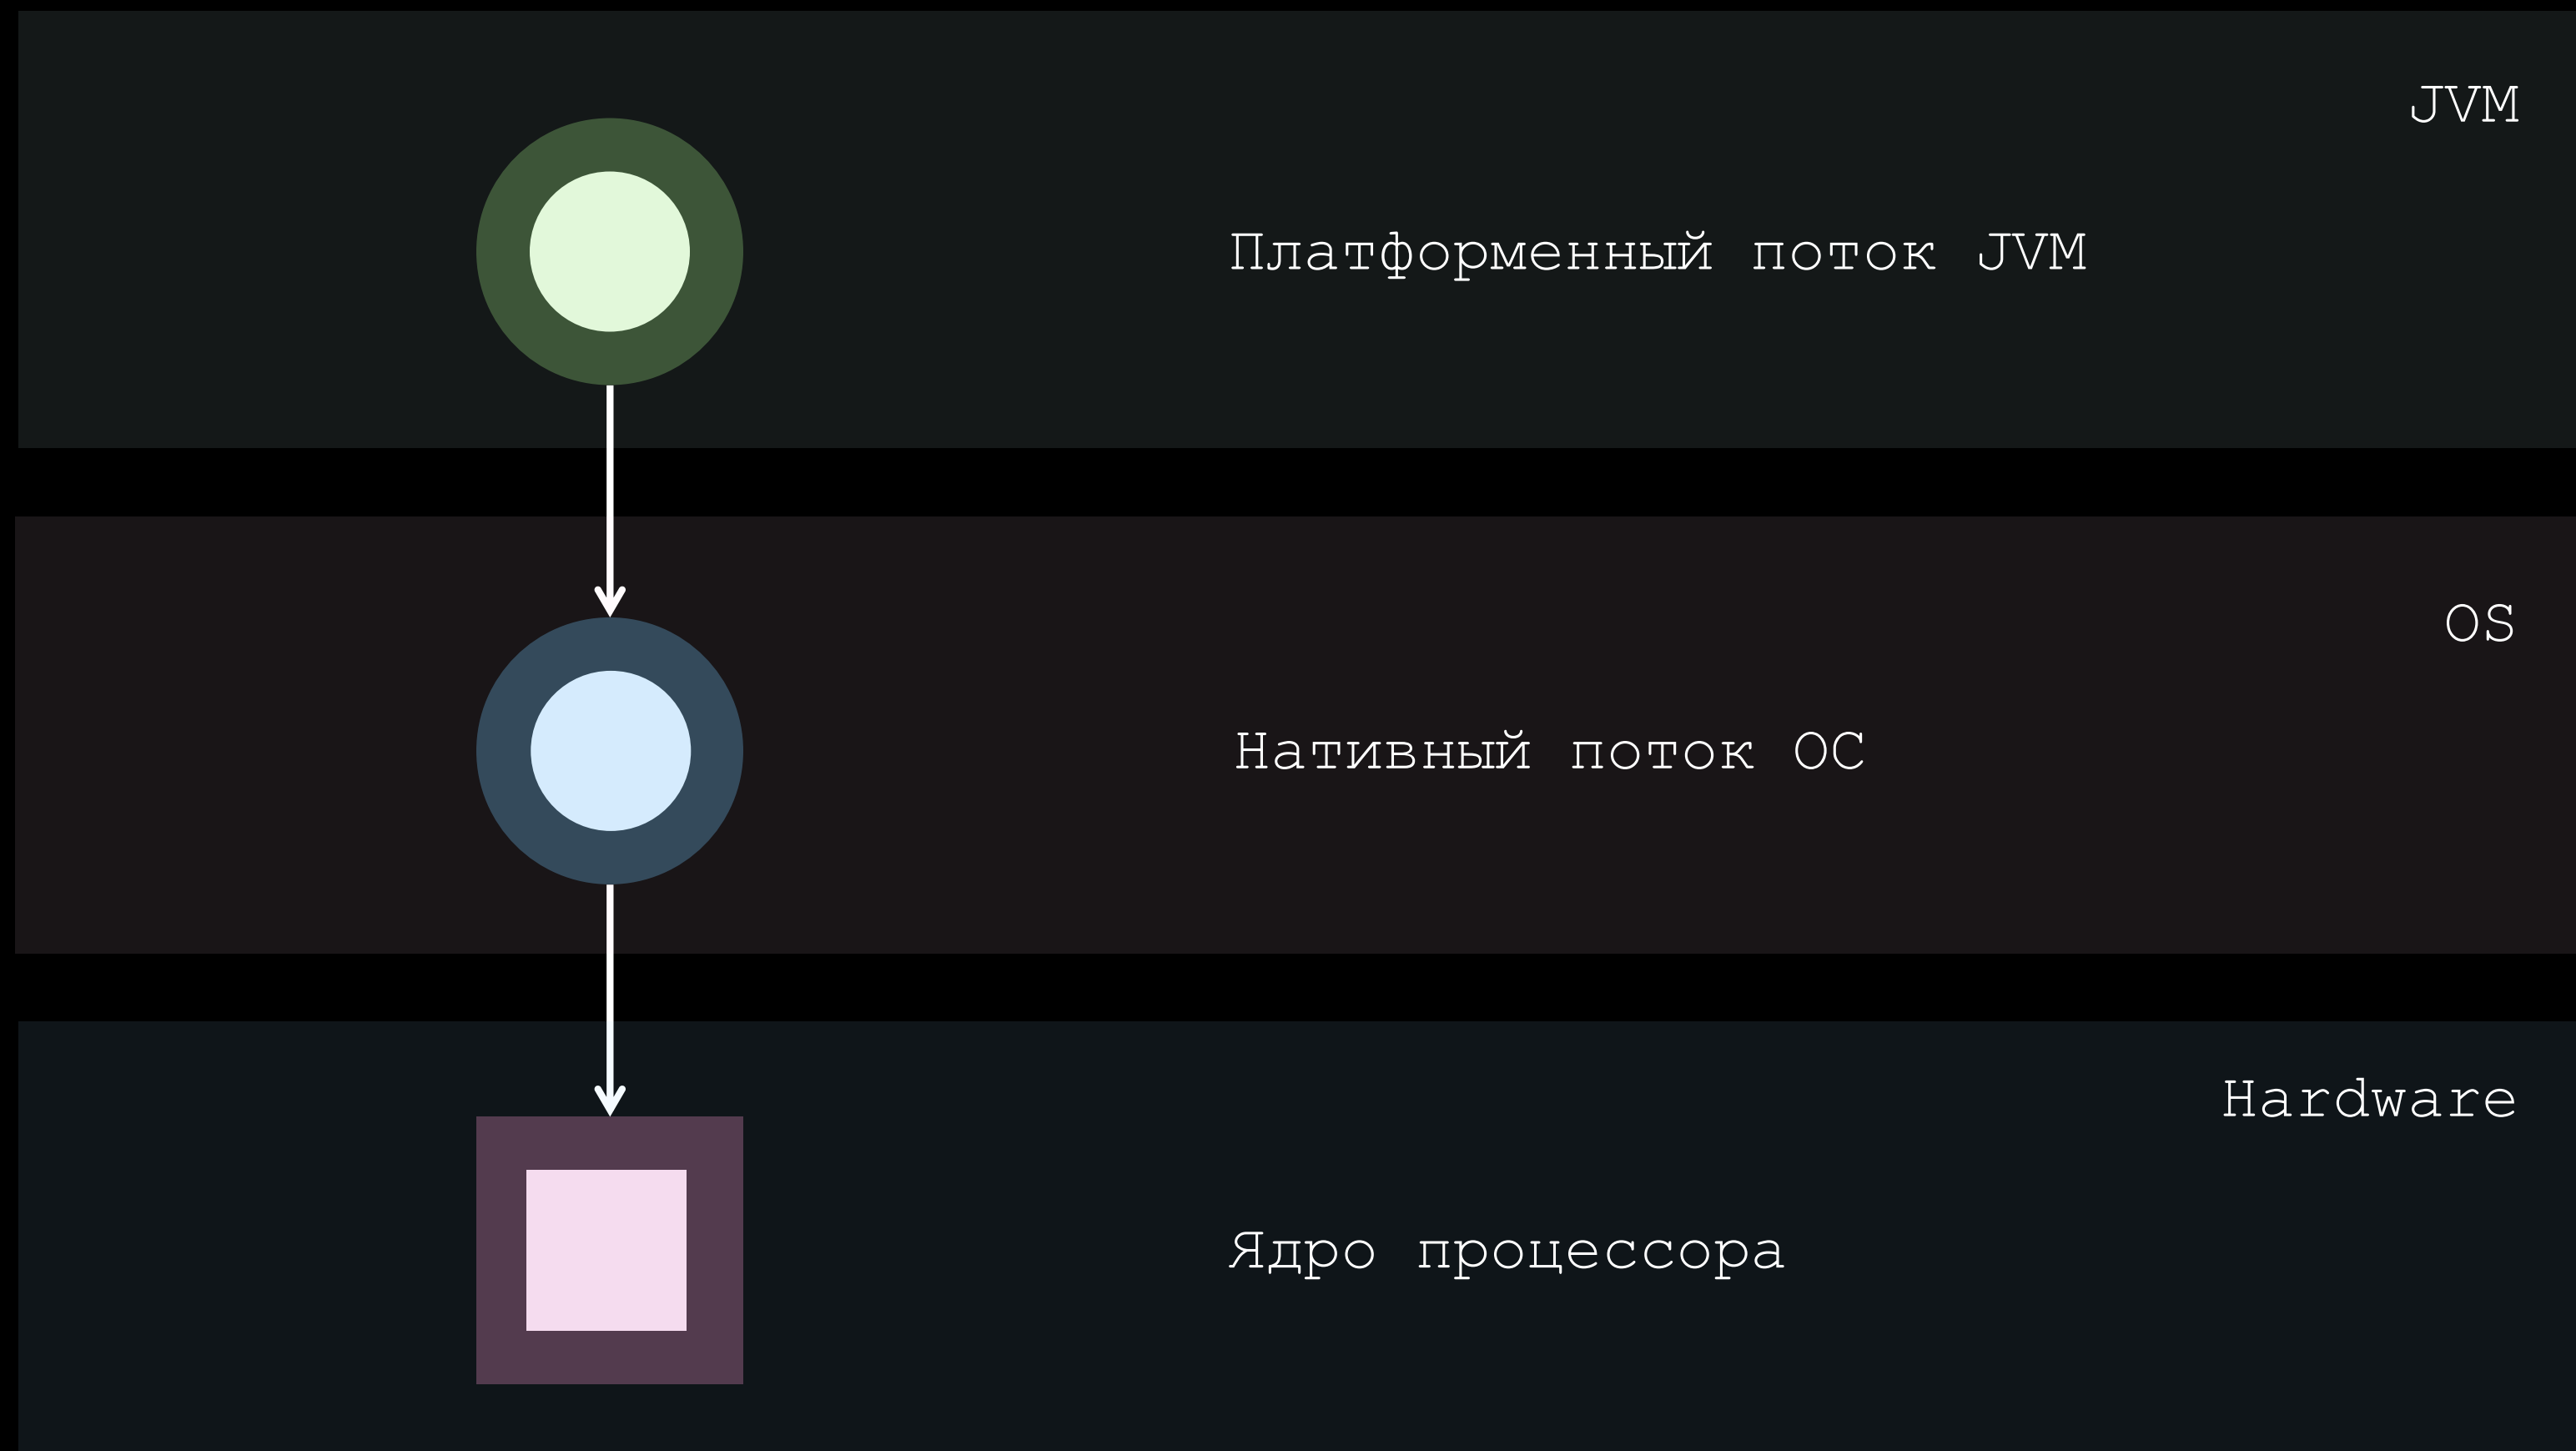 JVM
Платформенный поток JVM
OS
Нативный поток ОС
Hardware
Ядро процессора